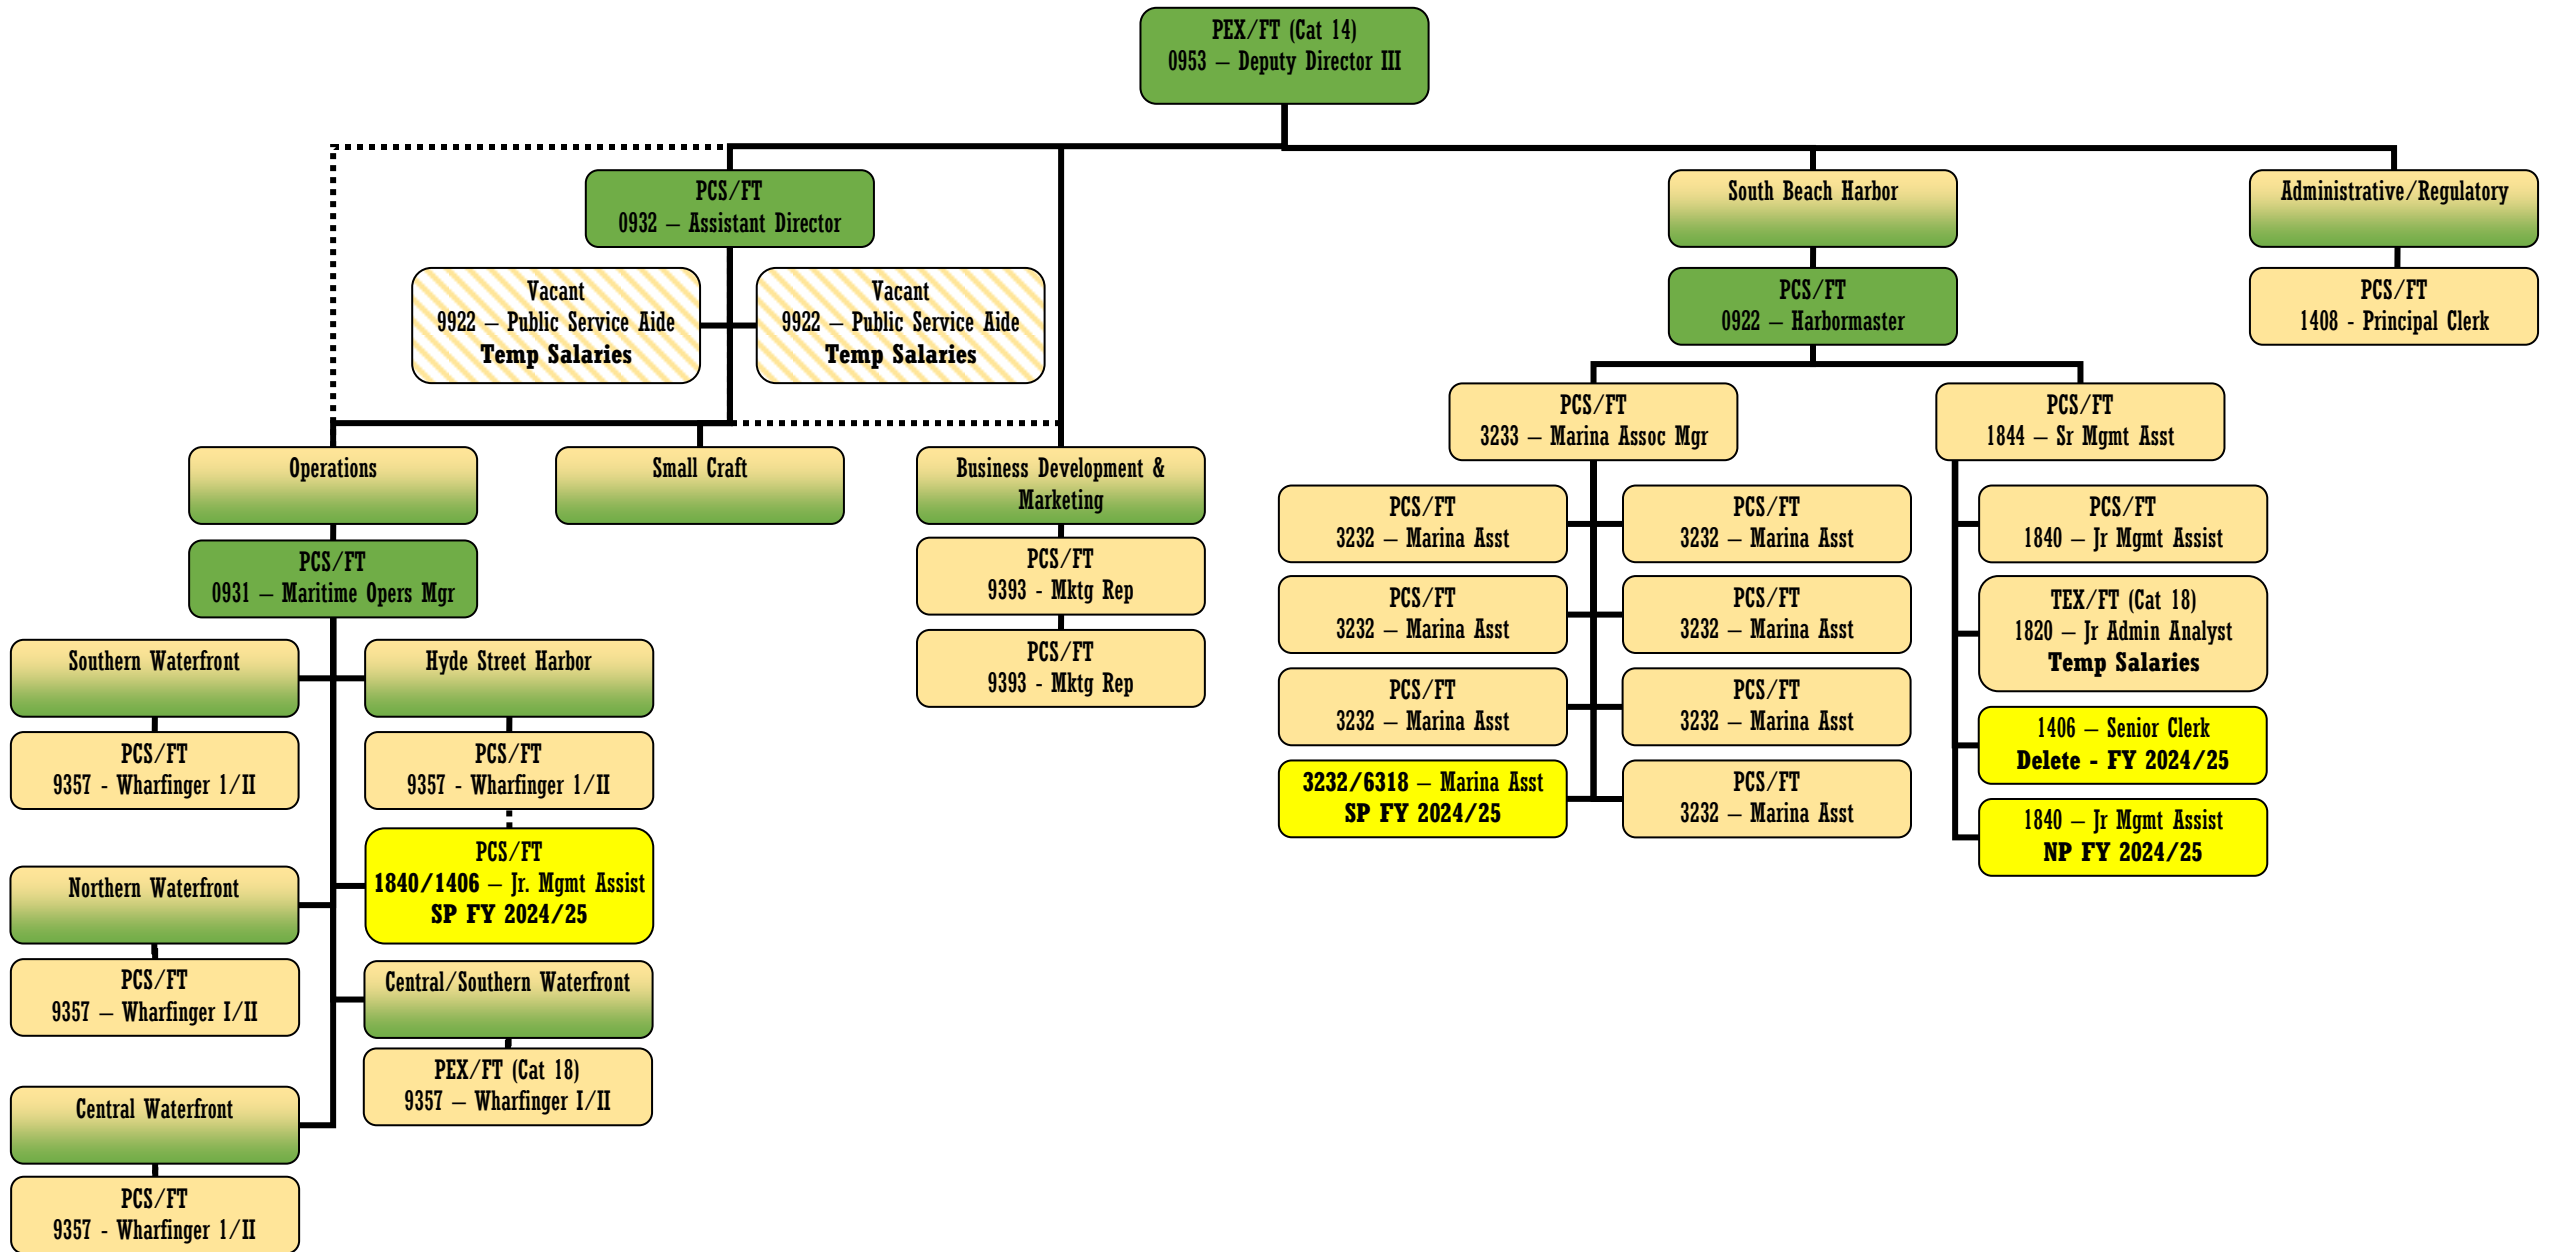 PEX/FT (Cat 14)
0953 – Deputy Director III
PCS/FT
0932 – Assistant Director
South Beach Harbor
Administrative/Regulatory
Vacant
9922 – Public Service Aide
Temp Salaries
Vacant
9922 – Public Service Aide
Temp Salaries
PCS/FT
0922 – Harbormaster
PCS/FT
1408 - Principal Clerk
PCS/FT
3233 – Marina Assoc Mgr
PCS/FT
1844 – Sr Mgmt Asst
Operations
Small Craft
Business Development &
Marketing
PCS/FT
0931 – Maritime Opers Mgr
PCS/FT
9393 - Mktg Rep
PCS/FT
9393 - Mktg Rep
PCS/FT
3232 – Marina Asst
PCS/FT
3232 – Marina Asst
PCS/FT
3232 – Marina Asst
PCS/FT
3232 – Marina Asst
PCS/FT
3232 – Marina Asst
PCS/FT
3232 – Marina Asst
3232/6318 – Marina Asst
SP FY 2024/25
PCS/FT
3232 – Marina Asst
PCS/FT
1840 – Jr Mgmt Assist
TEX/FT (Cat 18)
1820 – Jr Admin Analyst
Temp Salaries
1406 – Senior Clerk
Delete - FY 2024/25
1840 – Jr Mgmt Assist
NP FY 2024/25
Southern Waterfront
PCS/FT
9357 - Wharfinger 1/II
Hyde Street Harbor
PCS/FT
9357 - Wharfinger 1/II
PCS/FT
1840/1406 – Jr. Mgmt Assist
SP FY 2024/25
Northern Waterfront
PCS/FT
9357 – Wharfinger I/II
Central/Southern Waterfront
PEX/FT (Cat 18)
9357 – Wharfinger I/II
Central Waterfront
PCS/FT
9357 - Wharfinger 1/II